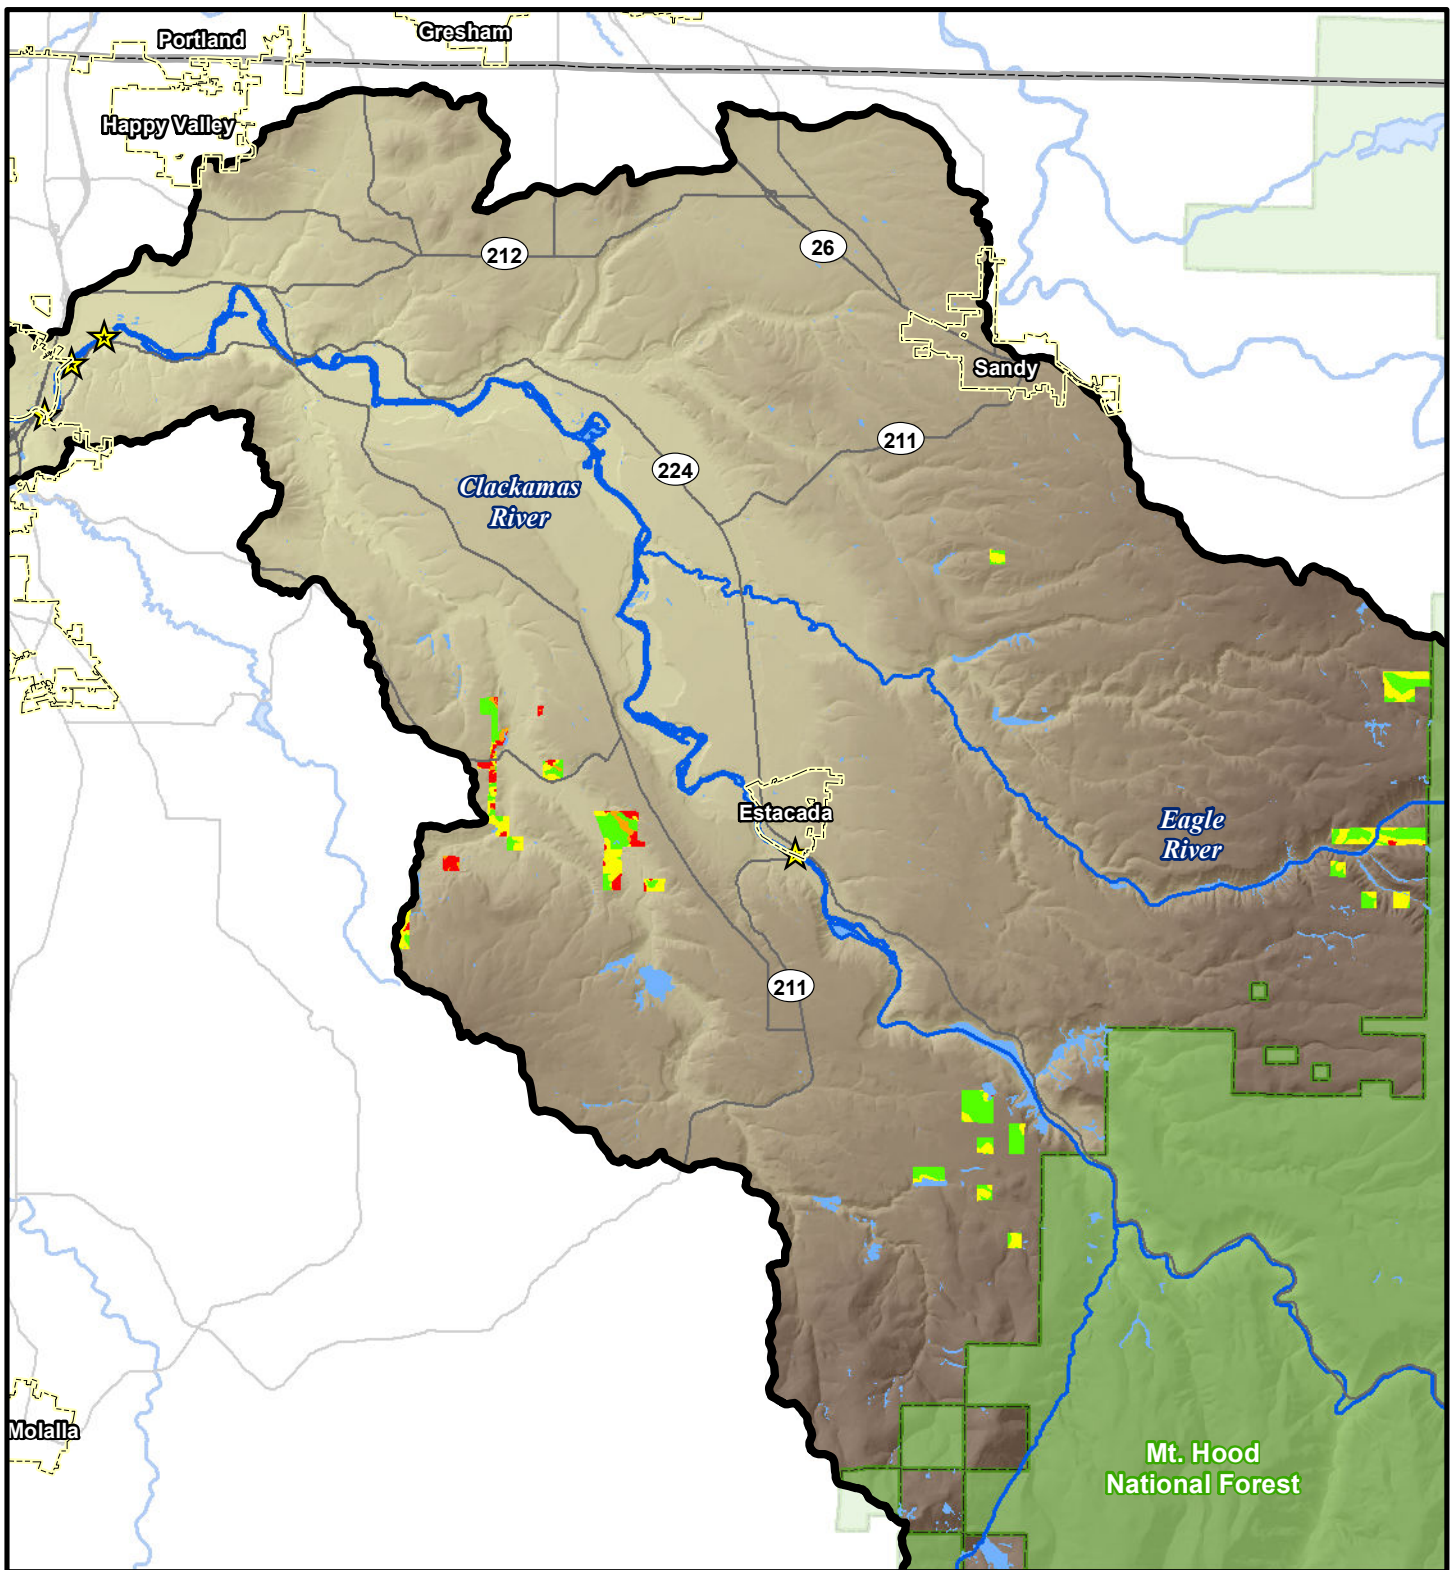 Portland
Gresham
Happy Valley
212
26
Sandy
211
224
Clackamas
River
Estacada
Eagle
River
211
Molalla
Mt. Hood
National Forest